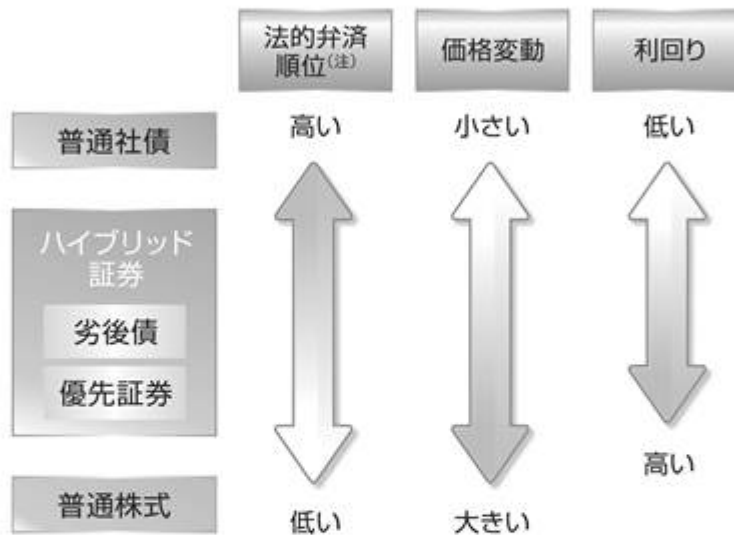 法的弁済
順位(注)
価格変動
利回り
高い
小さい
低い
普通社債
ハイブリッド
証券
劣後債
優先証券
高い
普通株式
低い
大きい